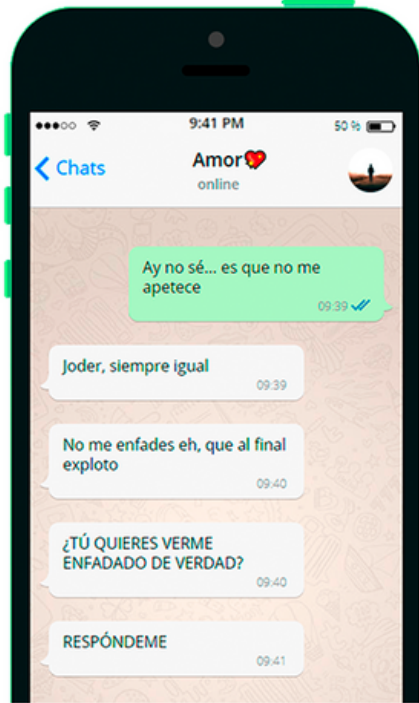 9:41 PM
50 %
Chats
Amor💖
online
Ay no sé... es que no me
apetece
09:39
Joder, siempre igual
09:39
No me enfades eh, que al final
exploto
09:40
¿TÚ QUIERES VERME
ENFADADO DE VERDAD?
09:40
RESPÓNDEME
09:41